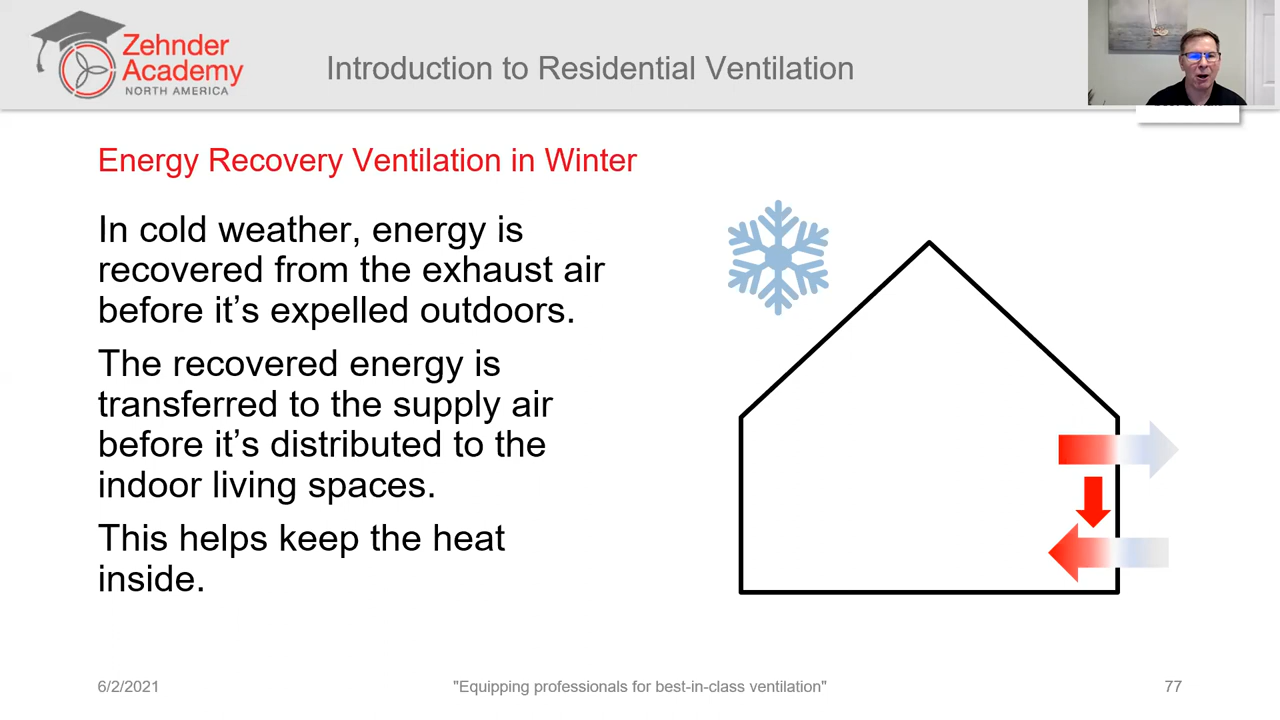 Zehnder
Academy
NORTH AMERICA
Introduction to Residential Ventilation
Energy Recovery Ventilation in Winter
In cold weather, energy is
recovered from the exhaust air
before it’s expelled outdoors.
The recovered energy is
transferred to the supply air
before it’s distributed to the
indoor living spaces.
This helps keep the heat
inside.
6/2/2021
"Equipping professionals for best-in-class ventilation"
77